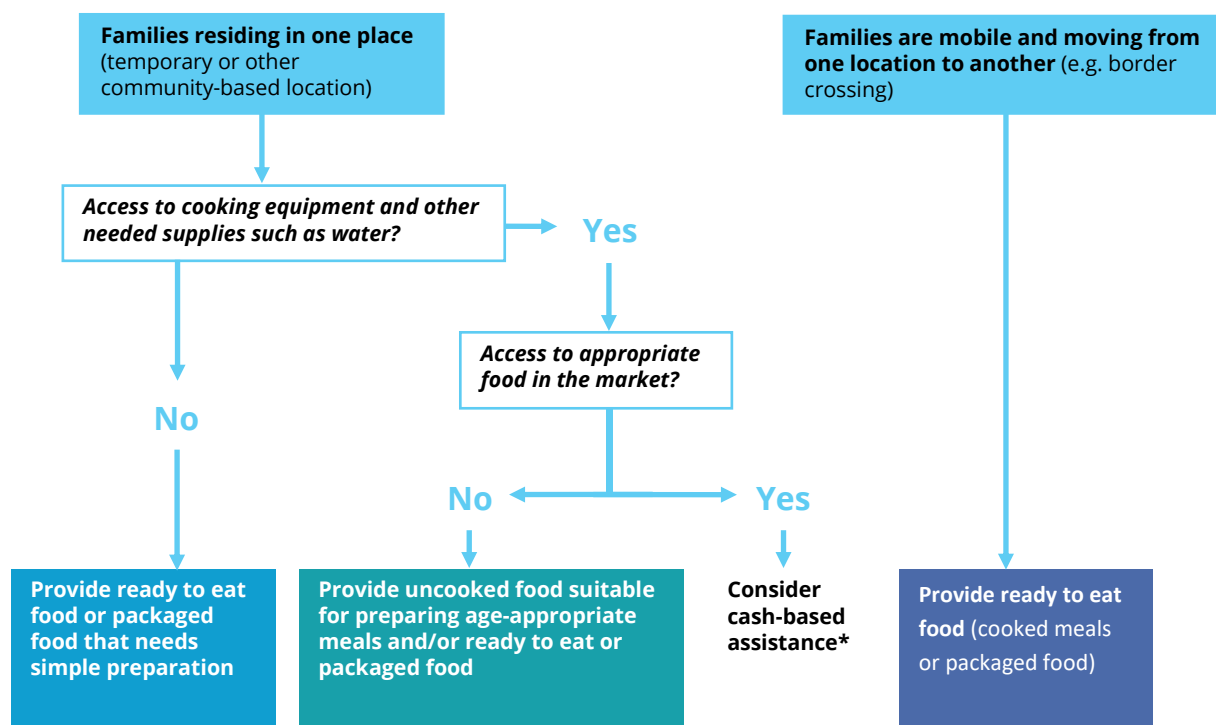 Families residing in one place
(temporary or other
community-based location)
Families are mobile and moving from
one location to another (e.g. border
crossing)
Access to cooking equipment and other
needed supplies such as water?
Yes
Access to appropriate
food in the market?
No
No
Yes
Provide ready to eat
food or packaged
food that needs
simple preparation
Provide uncooked food suitable
for preparing age-appropriate
meals and/or ready to eat or
packaged food
Consider
cash-based
assistance*
Provide ready to eat
food (cooked meals
or packaged food)